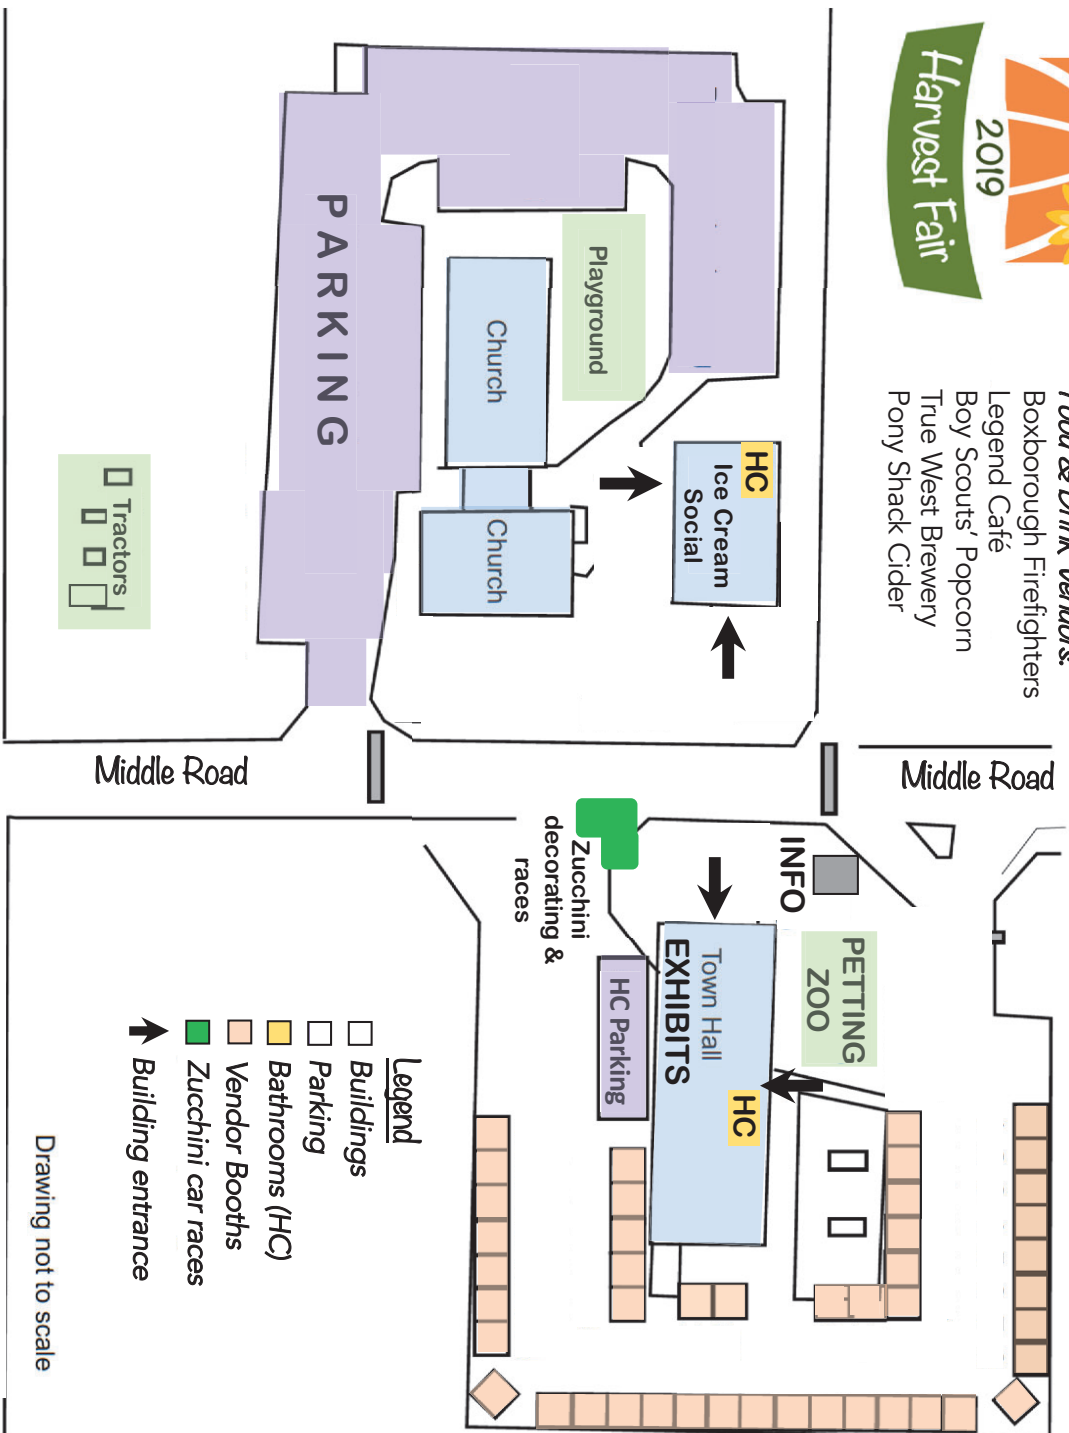 2019
Harvest Fair
Food & Drink Vendors:
Boxborough Firefighters
Legend Café
Boy Scouts' Popcorn
True West Brewery
Pony Shack Cider
PARKING
Playground
Church
Church
HC
Ice Cream
Social
Tractors
Middle Road
Middle Road
INFO
PETTING
ZOO
Zucchini
decorating &
races
Town Hall
EXHIBITS
HC
HC Parking
Legend
Buildings
Parking
Bathrooms (HC)
Vendor Booths
Zucchini car races
Building entrance
Drawing not to scale